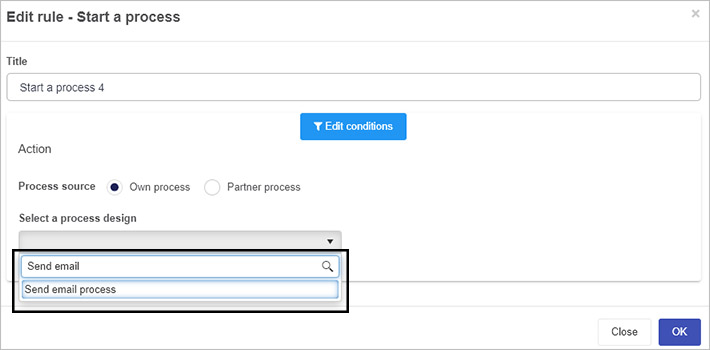 Edit rule - Start a process
Title
Start a process 4
Edit conditions
Action
Process source Own process Partner process
Select a process design
Send email
Send email process
Close OK